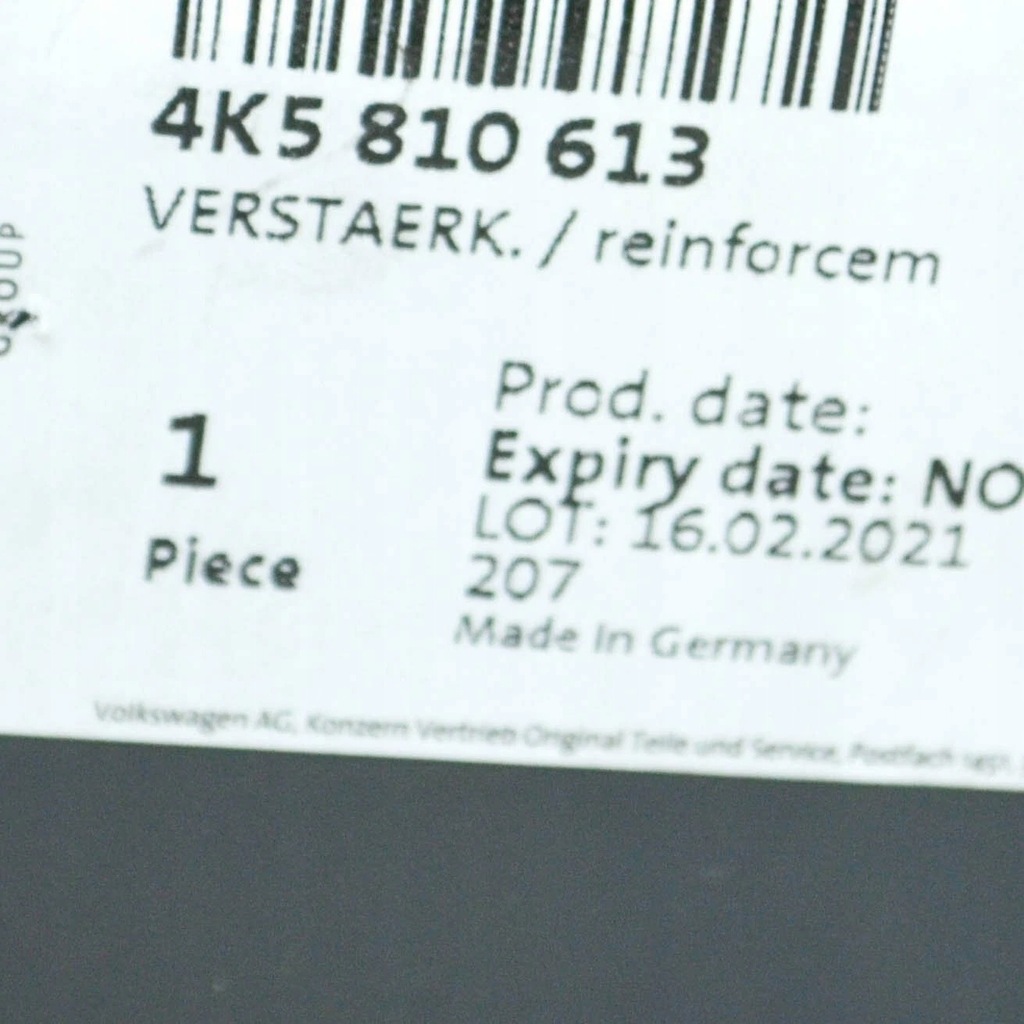 4K5 810 613
VERSTAERK. / reinforcem
GROUP
Prod. date:
1
Expiry date: NO
LOT: 16.02.2021
Piece
207
Made in Germany
Volkswagen AG, Konzern Vertrieb Original Teile und Service, Postfach